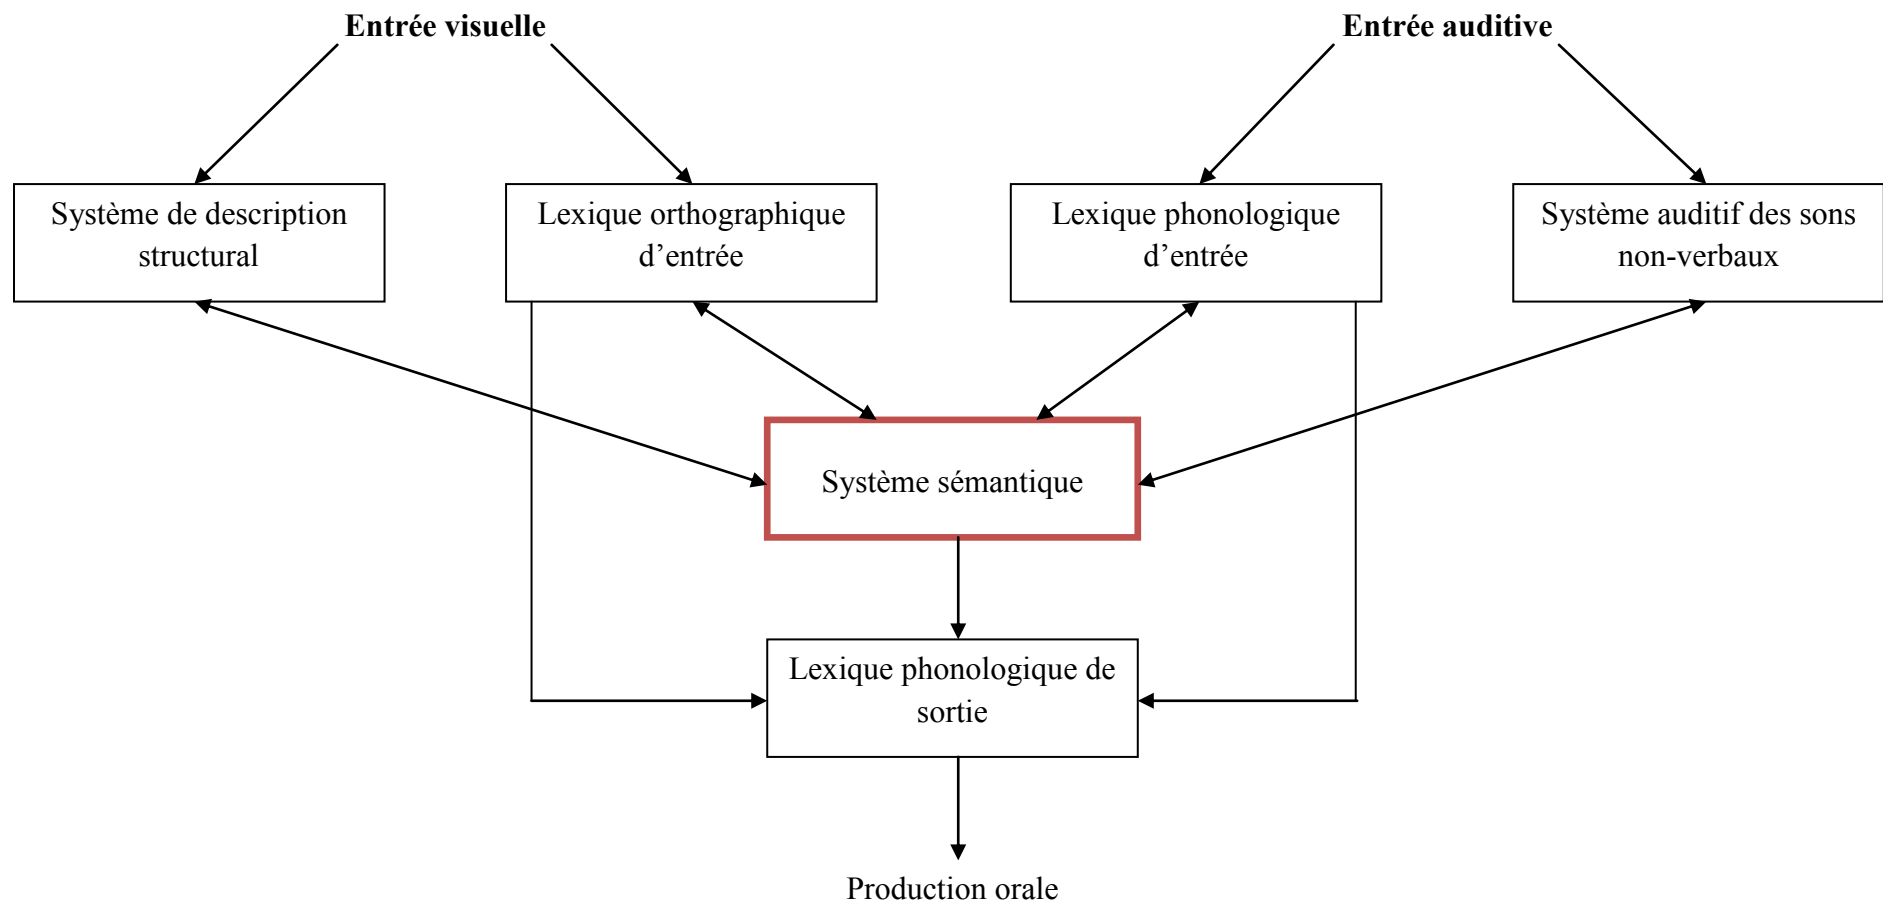 Entrée visuelle
Entrée auditive
Système de description
structural
Lexique orthographique
d’entrée
Lexique phonologique
d’entrée
Système auditif des sons
non-verbaux
Système sémantique
Lexique phonologique de
sortie
Production orale